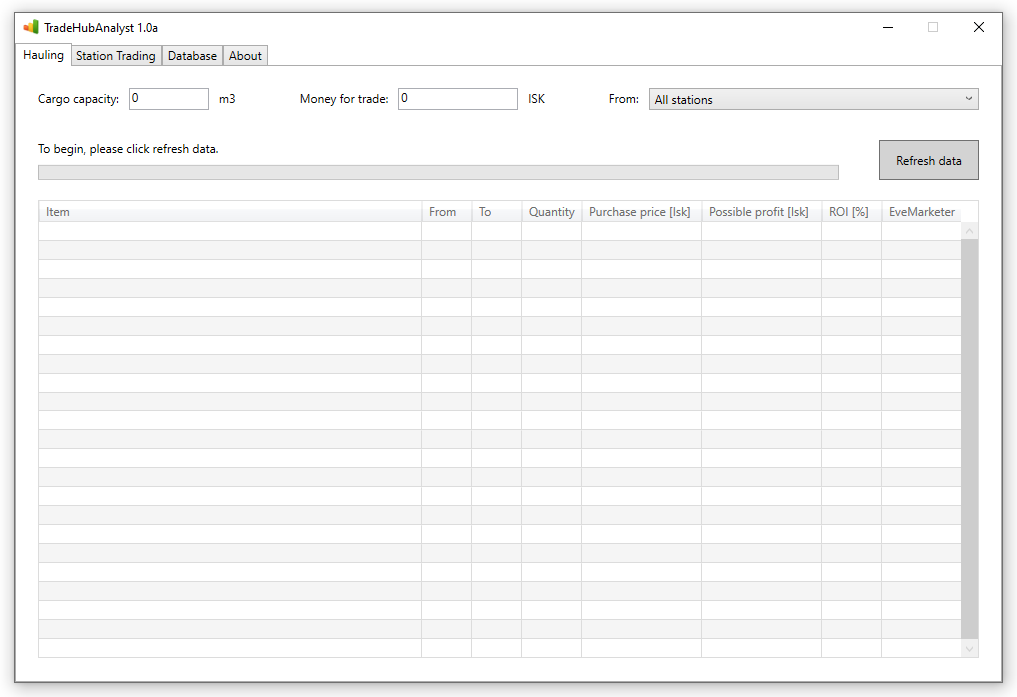 TradeHubAnalyst 1.0a
Hauling Station Trading Database About
Cargo capacity: 0 m3 Money for trade: 0 ISK From: All stations
To begin, please click refresh data.
Refresh data
Item From To Quantity Purchase price [Isk] Possible profit [Isk] ROI [%] EveMarketer